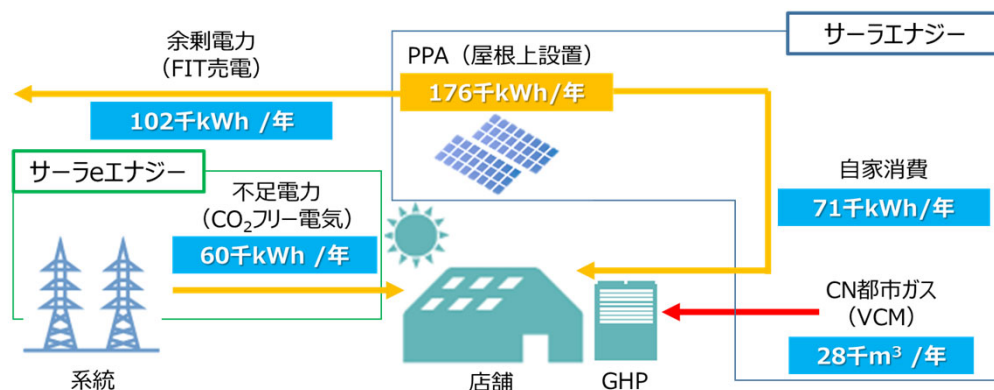 サーラエナジー
余剰電力
（FIT売電）
102千kWh /年
PPA（屋根上設置）
176千kWh/年
自家消費
71千kWh/年
サーラeエナジー
不足電力
（CO₂フリー電気）
60千kWh /年
CN都市ガス
（VCM）
28千m³ /年
系統
店舗
GHP